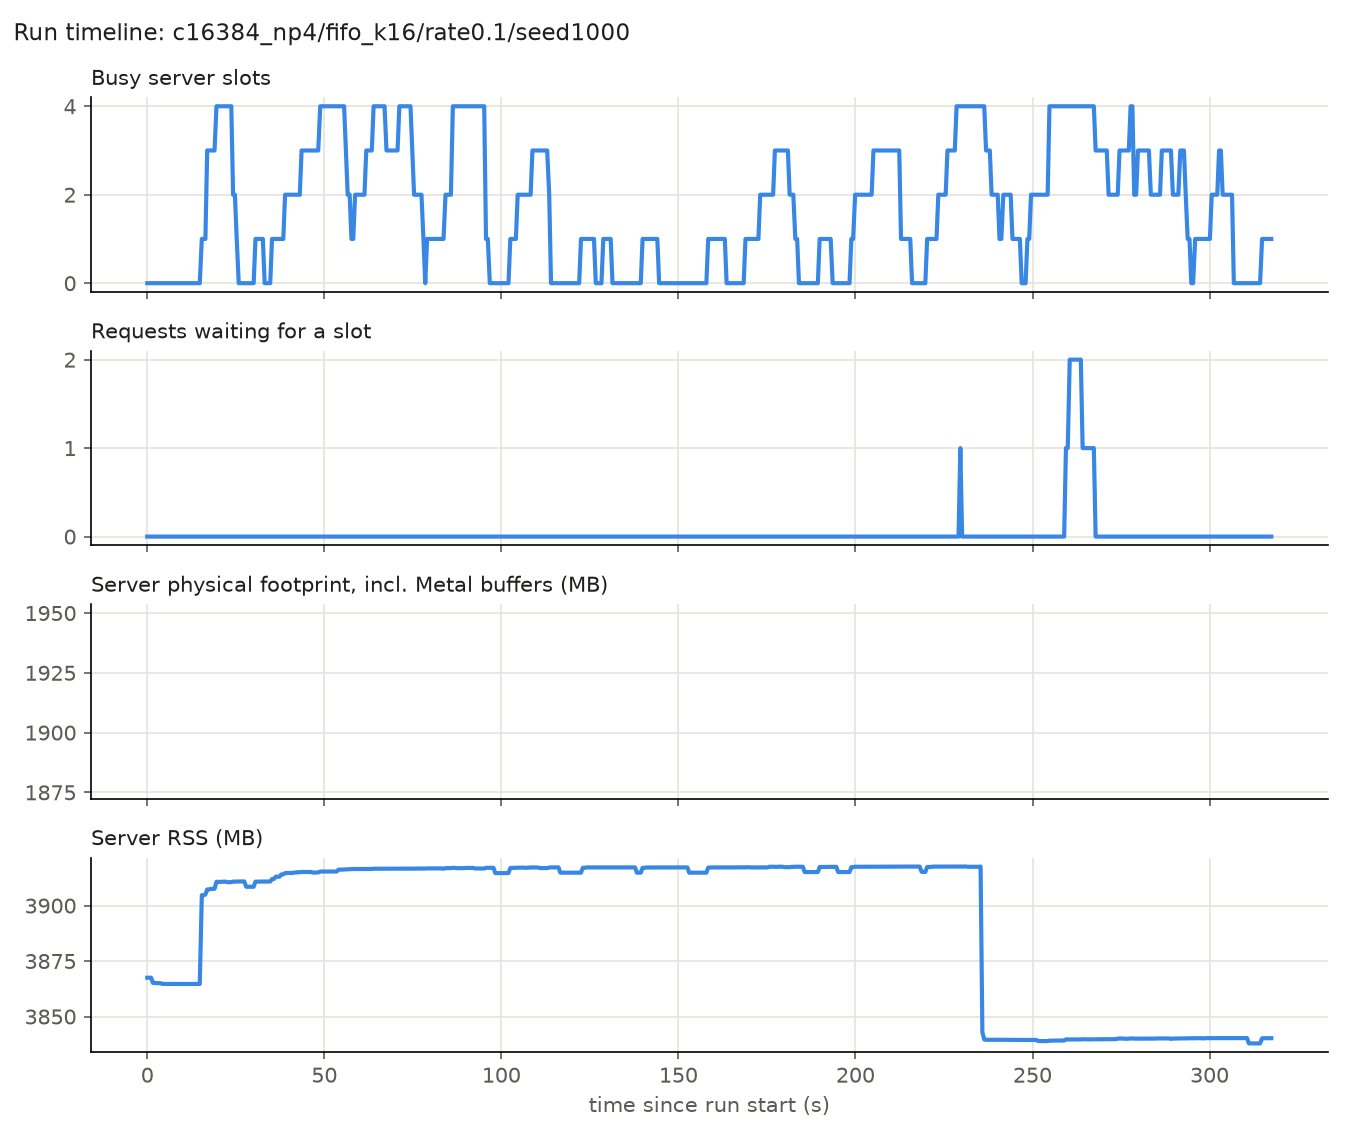 Run timeline: c16384_np4/fifo_k16/rate0.1/seed1000
Busy server slots
4
2
0
Requests waiting for a slot
2
1
0
Server physical footprint, incl. Metal buffers (MB)
1950
1925
1900
1875
Server RSS (MB)
3900
3875
3850
0 50 100 150 200 250 300
time since run start (s)